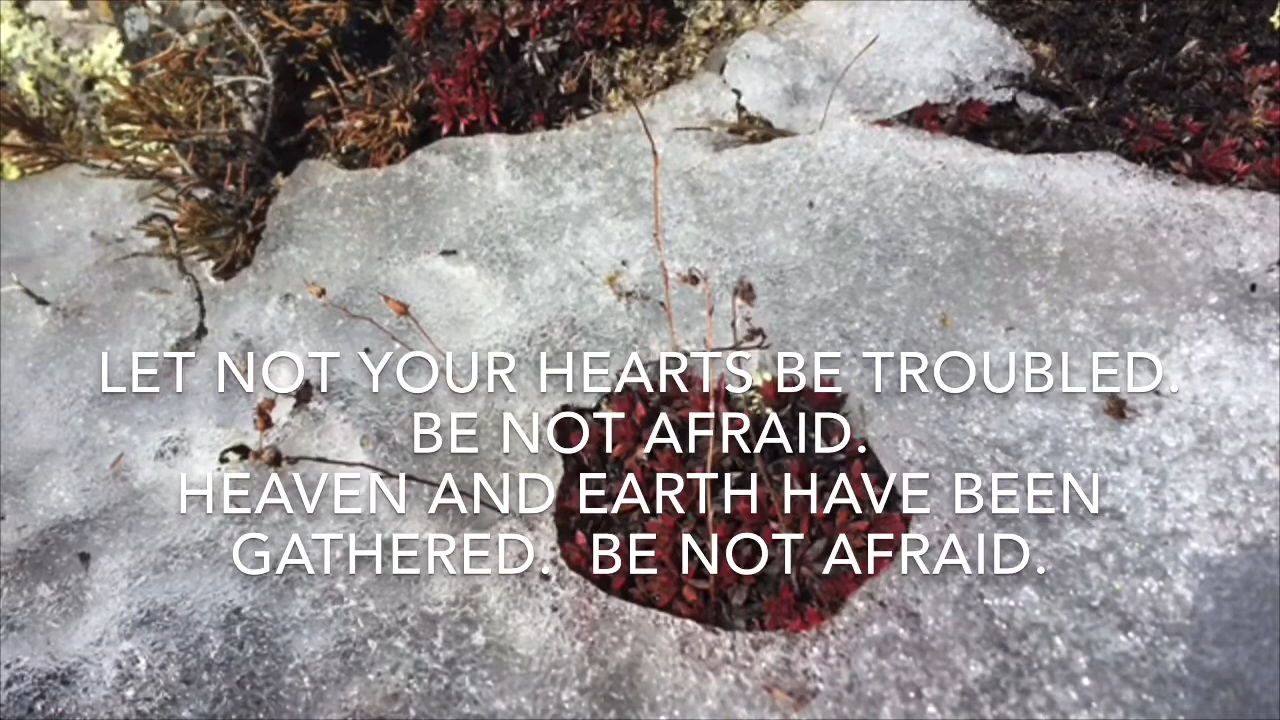 LET NOT YOUR HEARTS BE TROUBLED.
BE NOT AFRAID.
HEAVEN AND EARTH HAVE BEEN
GATHERED.  BE NOT AFRAID.